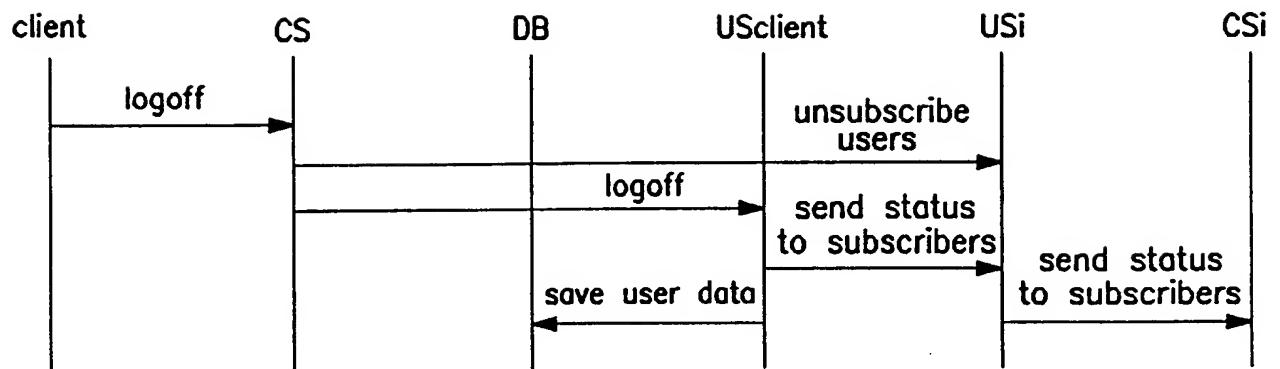 client
CS
DB
USclient
USi
CSi
logoff
unsubscribe
users
logoff
send status
to subscribers
send status
to subscribers
save user data